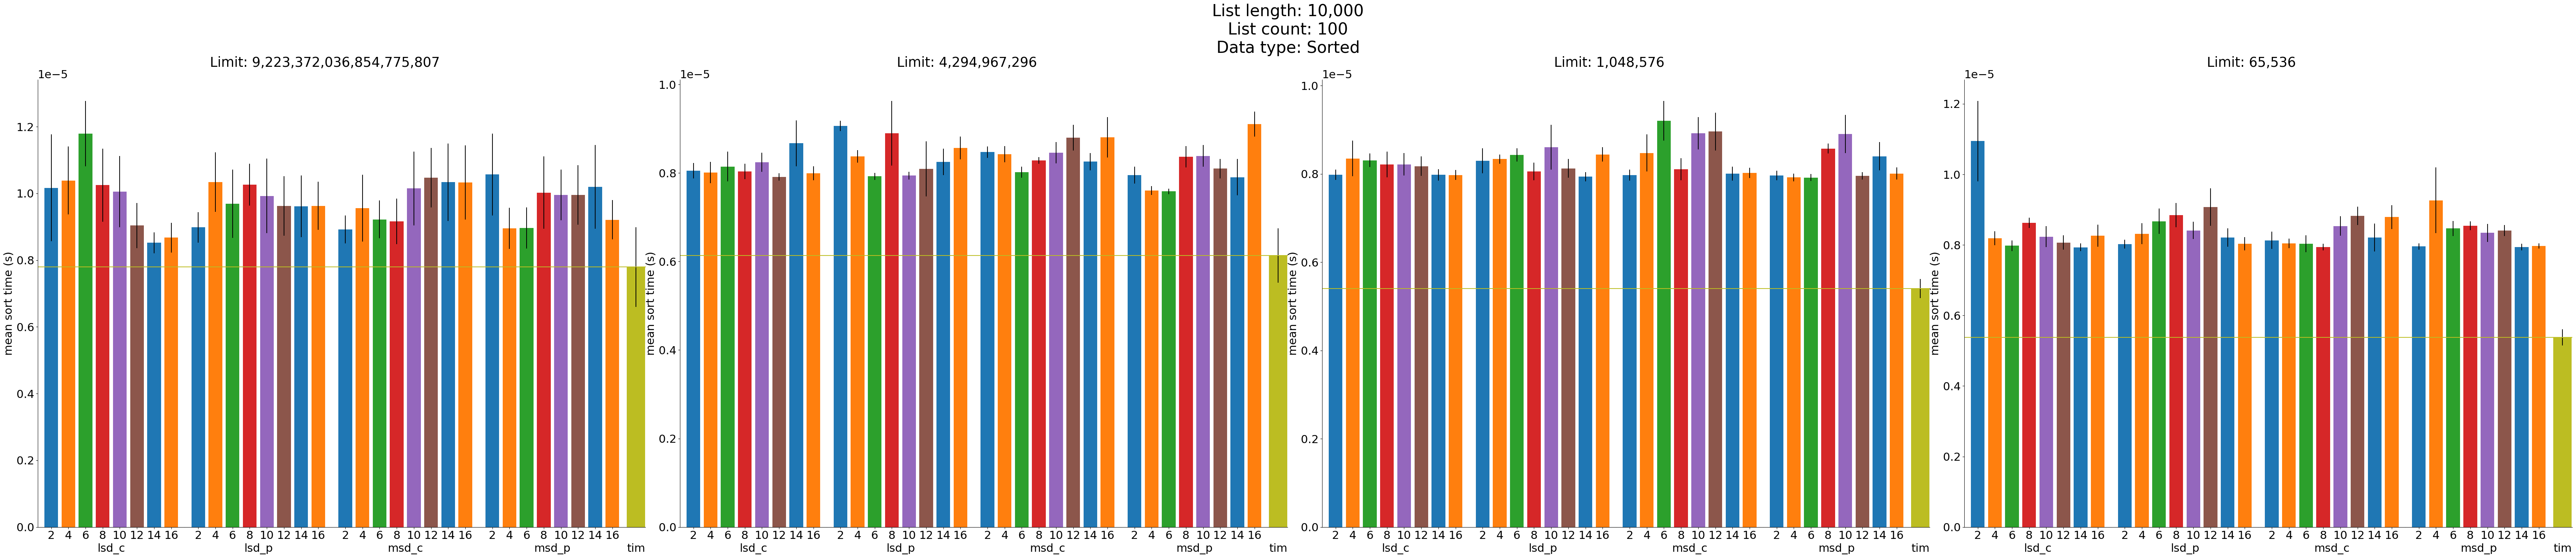 List length: 10,000
List count: 100
Data type: Sorted
Limit: 9,223,372,036,854,775,807
1e−5
mean sort time (s)
1.2
1.0
0.8
0.6
0.4
0.2
0.0
2 4 6 8 10 12 14 16 2 4 6 8 10 12 14 16 2 4 6 8 10 12 14 16 2 4 6 8 10 12 14 16
lsd_c lsd_p msd_c msd_p tim
Limit: 4,294,967,296
1e−5
mean sort time (s)
1.0
0.8
0.6
0.4
0.2
0.0
2 4 6 8 10 12 14 16 2 4 6 8 10 12 14 16 2 4 6 8 10 12 14 16 2 4 6 8 10 12 14 16
lsd_c lsd_p msd_c msd_p tim
Limit: 1,048,576
1e−5
mean sort time (s)
1.0
0.8
0.6
0.4
0.2
0.0
2 4 6 8 10 12 14 16 2 4 6 8 10 12 14 16 2 4 6 8 10 12 14 16 2 4 6 8 10 12 14 16
lsd_c lsd_p msd_c msd_p tim
Limit: 65,536
1e−5
mean sort time (s)
1.2
1.0
0.8
0.6
0.4
0.2
0.0
2 4 6 8 10 12 14 16 2 4 6 8 10 12 14 16 2 4 6 8 10 12 14 16 2 4 6 8 10 12 14 16
lsd_c lsd_p msd_c msd_p tim